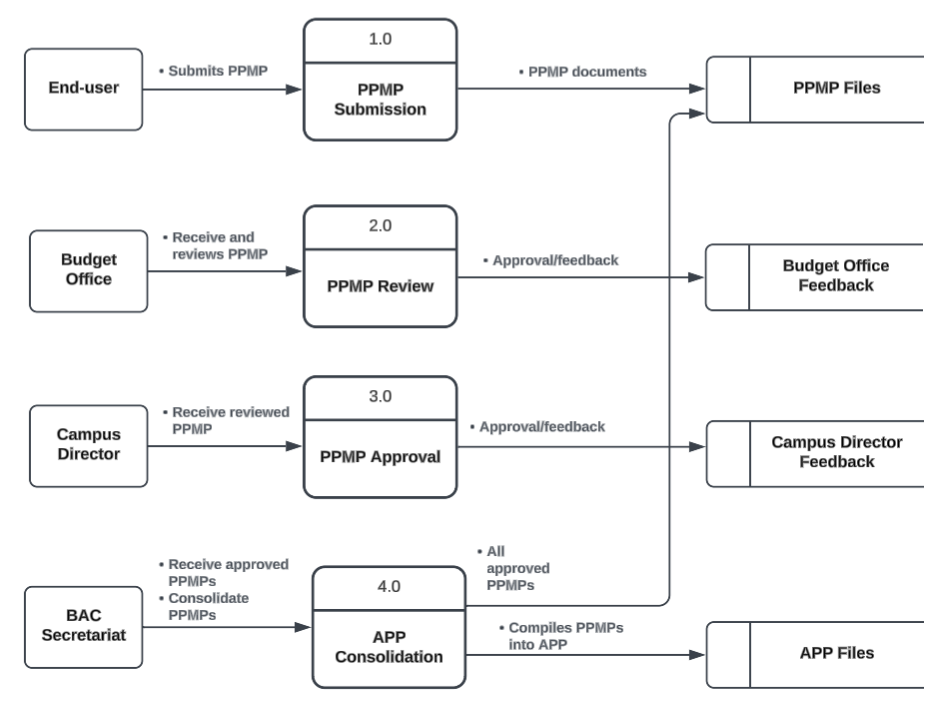 1.0
End-user
• Submits PPMP
PPMP
Submission
• PPMP documents
PPMP Files
2.0
Budget
Office
• Receive and
reviews PPMP
PPMP Review
• Approval/feedback
Budget Office
Feedback
3.0
Campus
Director
• Receive reviewed
PPMP
PPMP Approval
• Approval/feedback
Campus Director
Feedback
4.0
BAC
Secretariat
• Receive approved
PPMPs
• Consolidate
PPMPs
APP
Consolidation
• All
approved
PPMPs
• Compiles PPMPs
into APP
APP Files